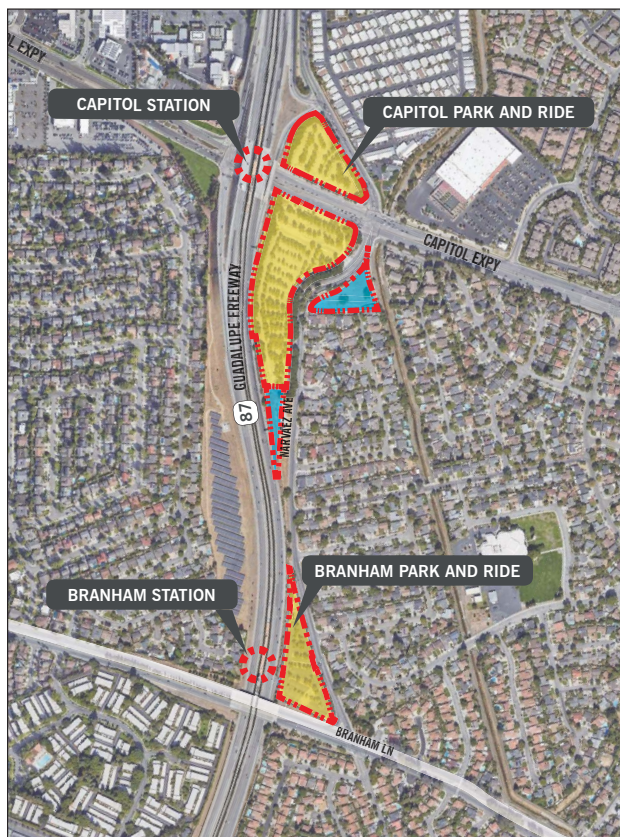 L EXPY
CAPITOL STATION
CAPITOL PARK AND RIDE
CAPITOL EXPY
GUADALUPE FREEWAY
87
NARVAEZ AVE
BRANHAM PARK AND RIDE
BRANHAM STATION
BRANHAM LN